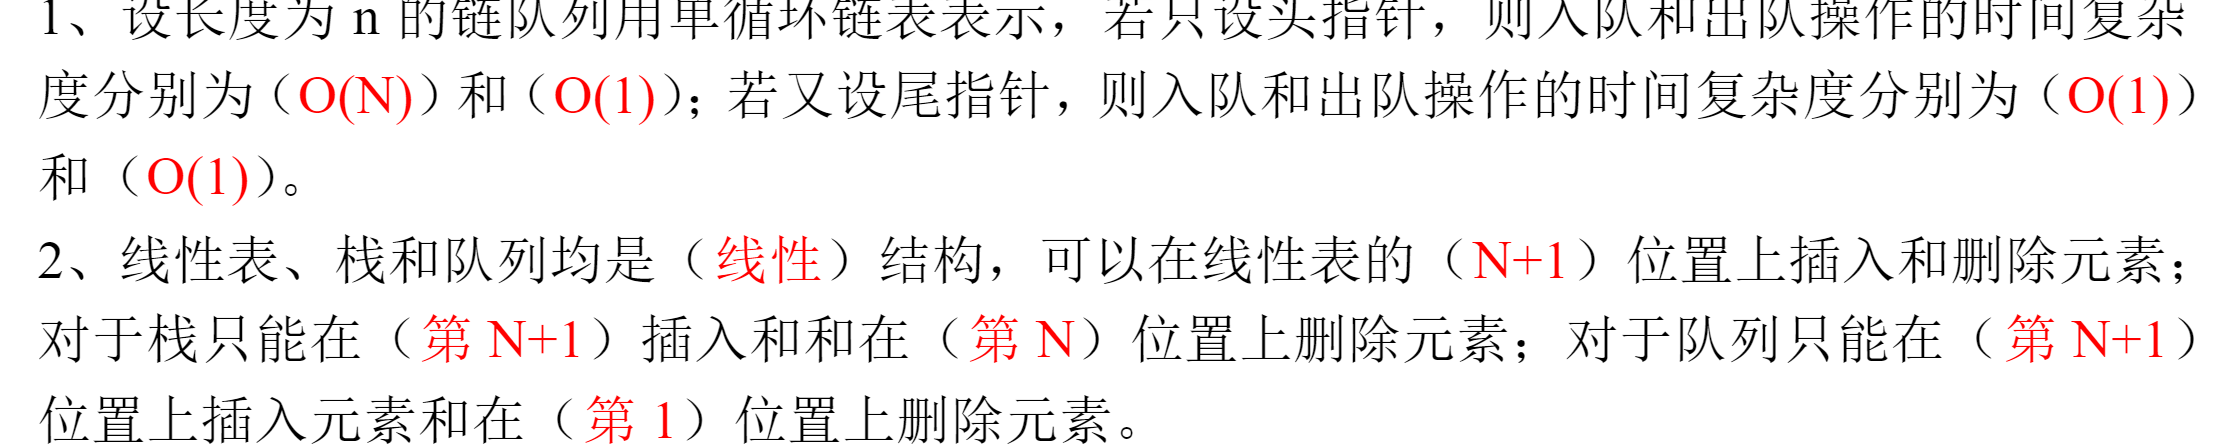 1、设长度为 n 的链队列用单循环链表表示，若只设头指针，则入队和出队操作的时间复杂
度分别为（O(N)）和（O(1)）；若又设尾指针，则入队和出队操作的时间复杂度分别为（O(1)）
和（O(1)）。
2、线性表、栈和队列均是（线性）结构，可以在线性表的（N+1）位置上插入和删除元素；
对于栈只能在（第 N+1）插入和和在（第 N）位置上删除元素；对于队列只能在（第 N+1）
位置上插入元素和在（第 1）位置上删除元素。